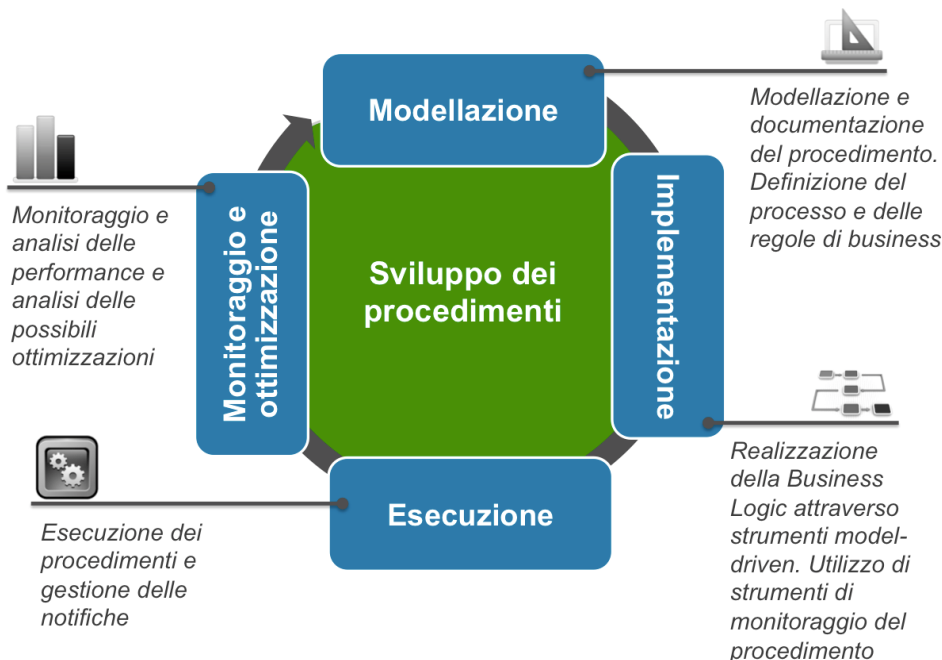 Modellazione
Modellazione e
documentazione
del procedimento.
Definizione del
processo e delle
regole di business
Implementazione
Realizzazione
della Business
Logic attraverso
strumenti model-
driven. Utilizzo di
strumenti di
monitoraggio del
procedimento
Esecuzione
Esecuzione dei
procedimenti e
gestione delle
notifiche
Monitoraggio e
ottimizzazione
Monitoraggio e
analisi delle
performance e
analisi delle
possibili
ottimizzazioni
Sviluppo dei
procedimenti